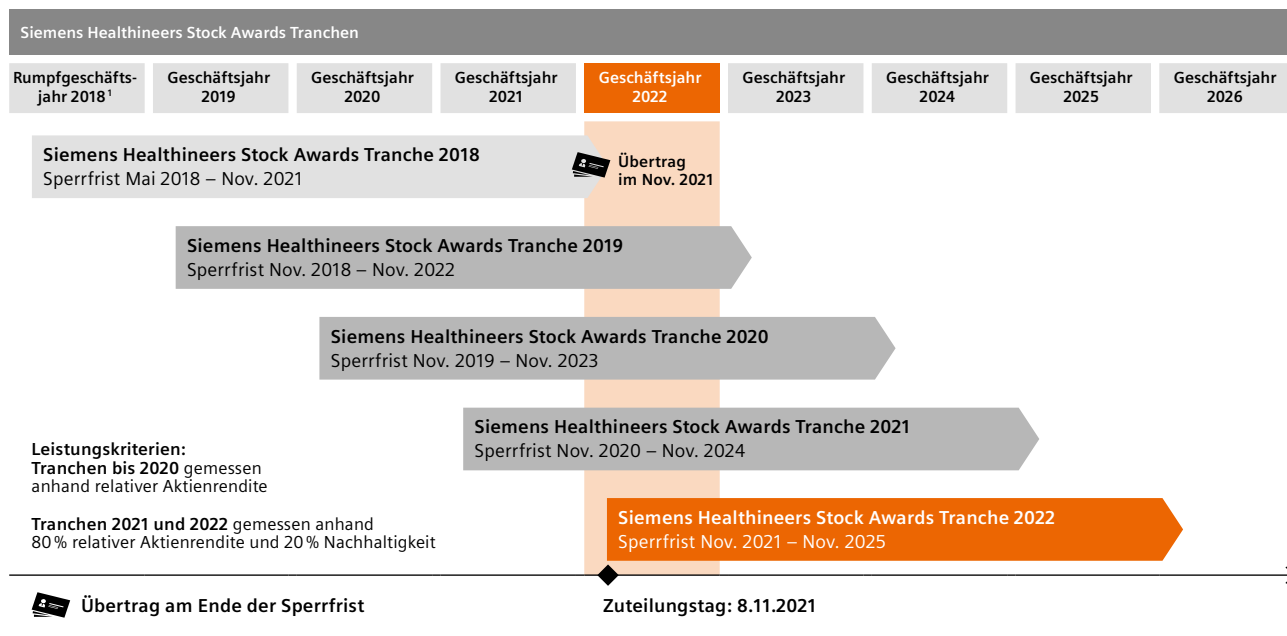 Siemens Healthineers Stock Awards Tranchen
Rumpfgeschäfts-
jahr 2018¹
Geschäftsjahr
2019
Geschäftsjahr
2020
Geschäftsjahr
2021
Geschäftsjahr
2022
Geschäftsjahr
2023
Geschäftsjahr
2024
Geschäftsjahr
2025
Geschäftsjahr
2026
Siemens Healthineers Stock Awards Tranche 2018
Sperrfrist Mai 2018 – Nov. 2021
Übertrag
im Nov. 2021
Siemens Healthineers Stock Awards Tranche 2019
Sperrfrist Nov. 2018 – Nov. 2022
Siemens Healthineers Stock Awards Tranche 2020
Sperrfrist Nov. 2019 – Nov. 2023
Siemens Healthineers Stock Awards Tranche 2021
Sperrfrist Nov. 2020 – Nov. 2024
Leistungskriterien:
Tranchen bis 2020 gemessen
anhand relativer Aktienrendite
Tranchen 2021 und 2022 gemessen anhand
80 % relativer Aktienrendite und 20 % Nachhaltigkeit
Siemens Healthineers Stock Awards Tranche 2022
Sperrfrist Nov. 2021 – Nov. 2025
Übertrag am Ende der Sperrfrist
Zuteilungstag: 8.11.2021